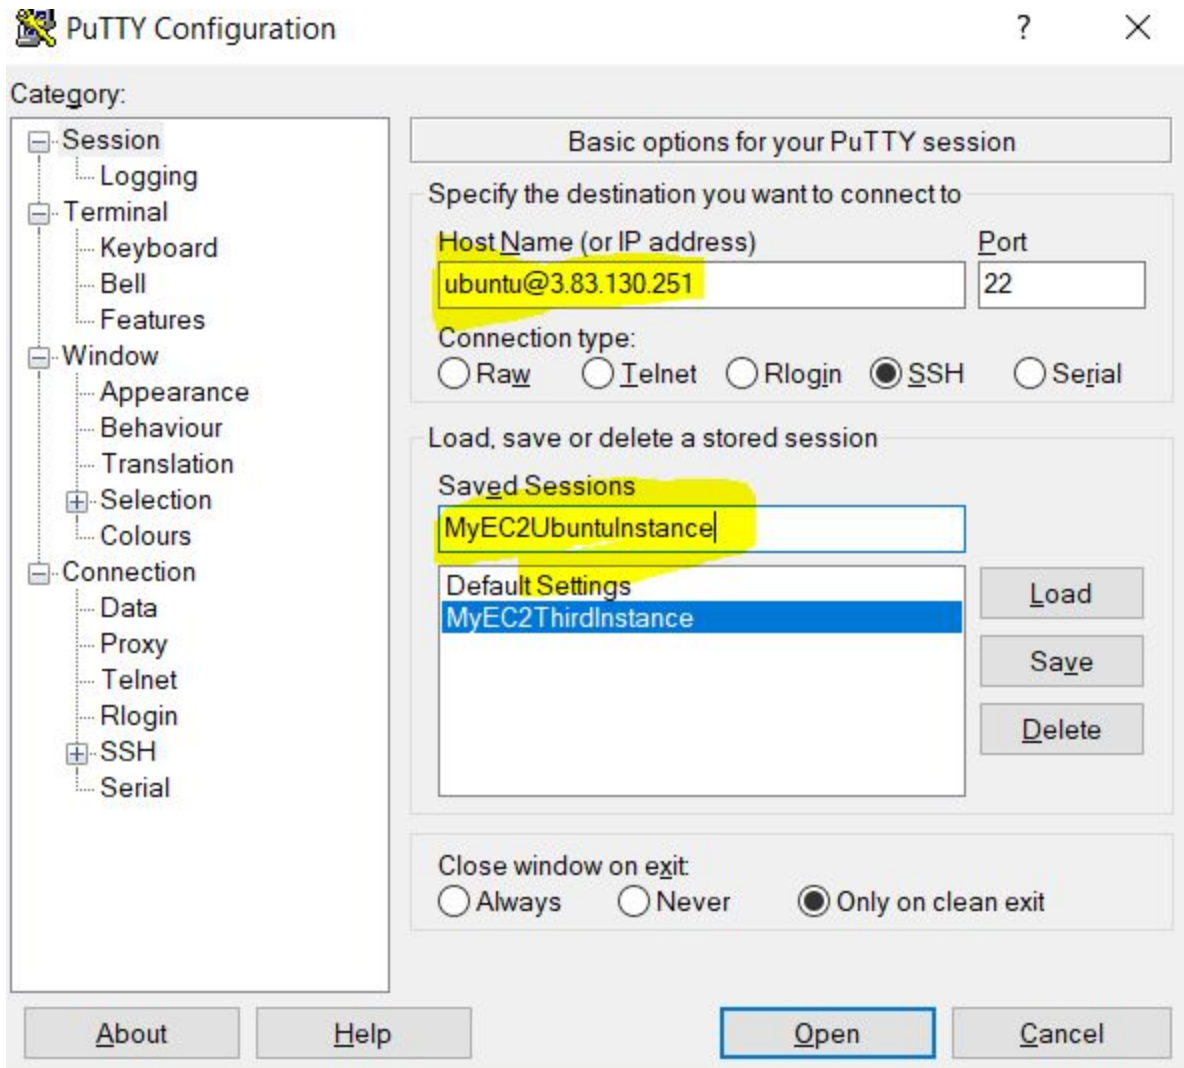 PuTTY Configuration
?
Category:
Session
Logging
Terminal
Keyboard
Bell
Features
Window
Appearance
Behaviour
Translation
Selection
Colours
Connection
Data
Proxy
Telnet
Rlogin
SSH
Serial
Basic options for your PuTTY session
Specify the destination you want to connect to
Host Name (or IP address) Port
ubuntu@3.83.130.251 22
Connection type:
Raw Telnet Rlogin SSH Serial
Load, save or delete a stored session
Saved Sessions
MyEC2UbuntuInstance
Default Settings
MyEC2ThirdInstance
Load
Save
Delete
Close window on exit:
Always Never Only on clean exit
About Help Open Cancel